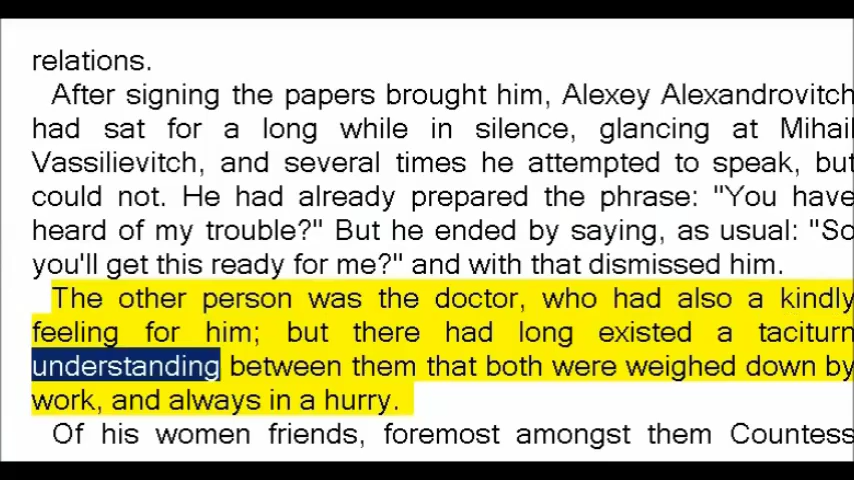 relations.
After signing the papers brought him, Alexey Alexandrovitch
had sat for a long while in silence, glancing at Mihail
Vassilievitch, and several times he attempted to speak, but
could not. He had already prepared the phrase: "You have
heard of my trouble?" But he ended by saying, as usual: "So
you'll get this ready for me?" and with that dismissed him.
The other person was the doctor, who had also a kindly
feeling for him; but there had long existed a taciturn
understanding between them that both were weighed down by
work, and always in a hurry.
Of his women friends, foremost amongst them Countess